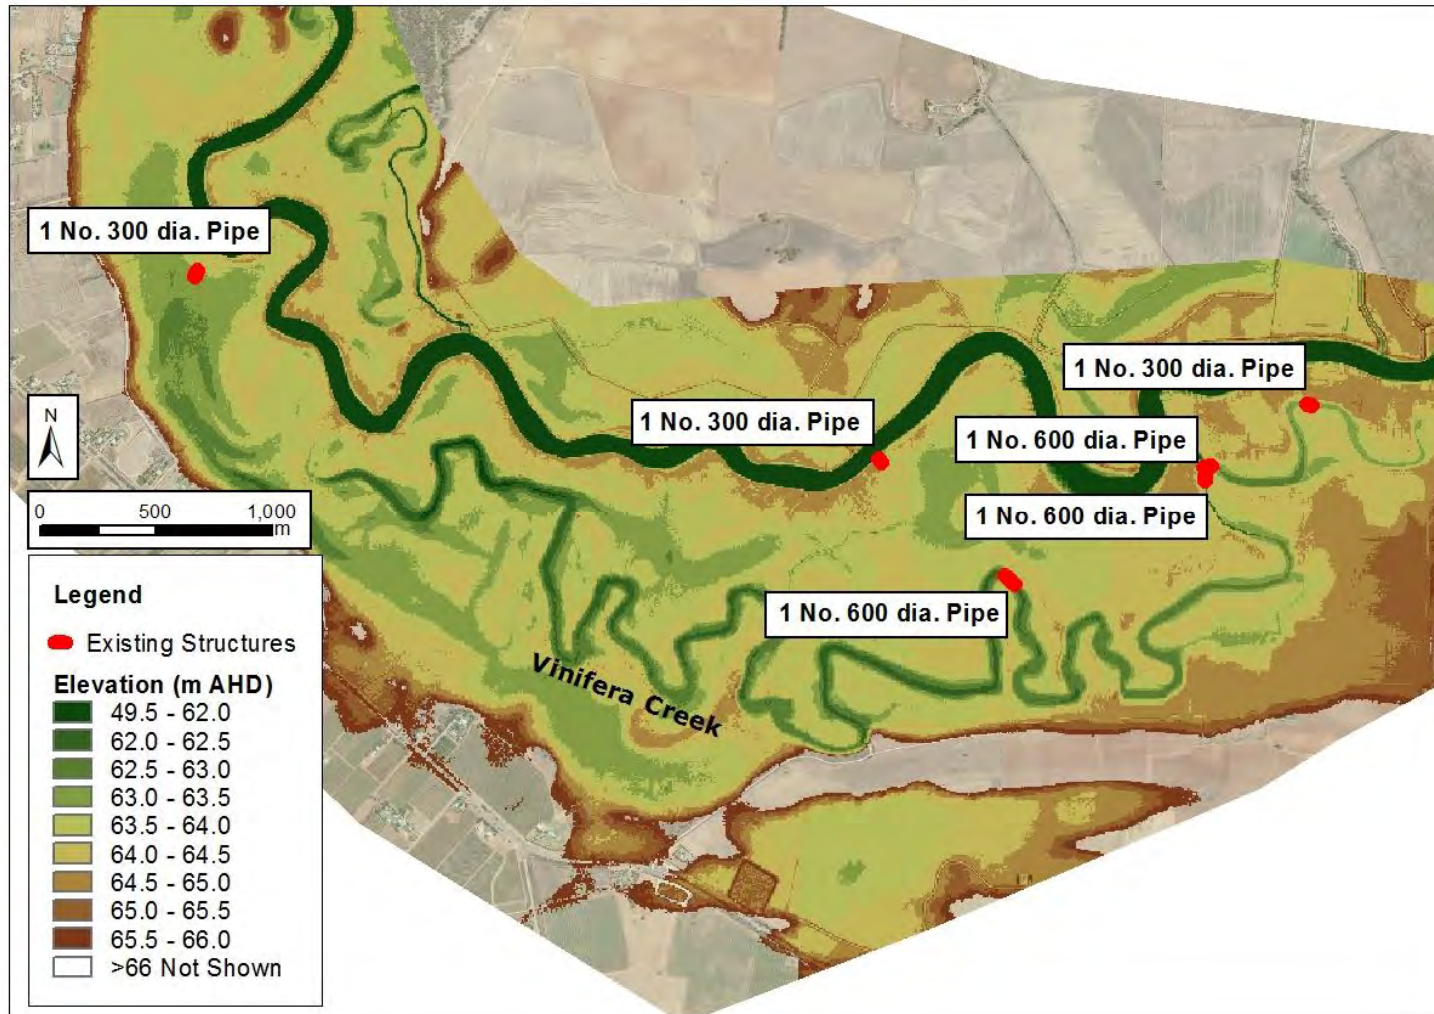 1 No. 300 dia. Pipe
1 No. 300 dia. Pipe
1 No. 300 dia. Pipe
1 No. 600 dia. Pipe
1 No. 600 dia. Pipe
1 No. 600 dia. Pipe
Vinifera Creek
N
0 500 1,000
m
Legend
Existing Structures
Elevation (m AHD)
49.5 - 62.0
62.0 - 62.5
62.5 - 63.0
63.0 - 63.5
63.5 - 64.0
64.0 - 64.5
64.5 - 65.0
65.0 - 65.5
65.5 - 66.0
>66 Not Shown